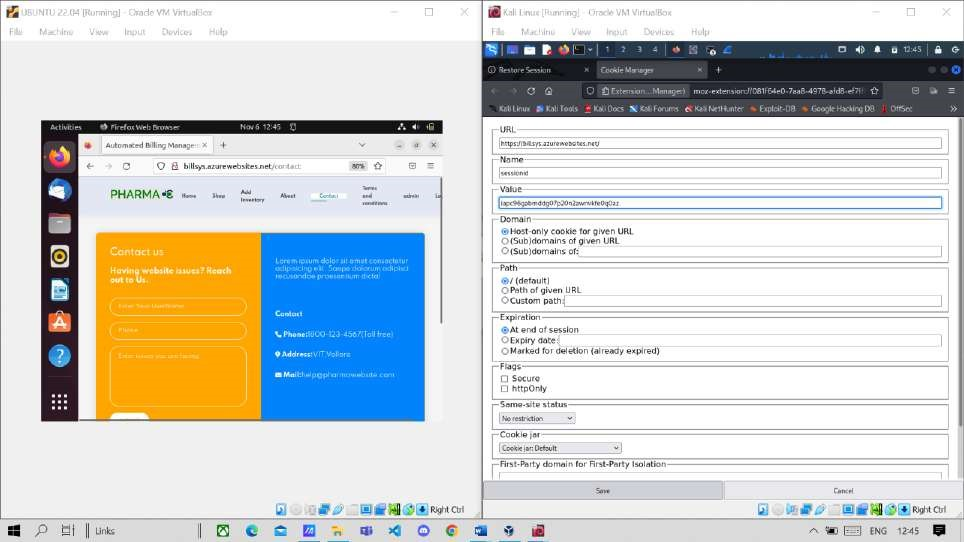 UBUNTU 22.04 [Running] - Oracle VM VirtualBox
File Machine View Input Devices Help
Activities Firefox Web Browser Nov 6 12:45
Automated Billing Manager
billsys.azurewebsites.net/contact 80%
PHARMA Home Shop Add Inventory About Contact Terms and conditions admin Lo
Contact us
Having website issues? Reach out to Us.
Enter Your UserName
Phone
Enter issues you are facing
Lorem ipsum dolor sit amet consectetur
adipisicing elit. Saepe dolorum adipisci
recusandae praesentium dicta!
Contact
Phone:1800-123-4567(Toll free)
Address:VIT,Vellore
Mail:help@pharmawebsite.com
Right Ctrl
Kali Linux [Running] - Oracle VM VirtualBox
File Machine View Input Devices Help
1 2 3 4 12:45
Restore Session Cookie Manager
Extension...Manager)
Kali Linux Kali Tools Kali Docs Kali Forums Kali NetHunter Exploit-DB Google Hacking DB OffSec
URL
https://billsys.azurewebsites.net/
Name
sessionid
Value
Domain
Host-only cookie for given URL
(Sub)domains of given URL
(Sub)domains of:
Path
/ (default)
Path of given URL
Custom path:
Expiration
At end of session
Expiry date:
Marked for deletion (already expired)
Flags
Secure
httpOnly
Same-site status
No restriction
Cookie jar
Cookie jar: Default
First-Party domain for First-Party Isolation
Save Cancel
Right Ctrl
Links ENG 12:45